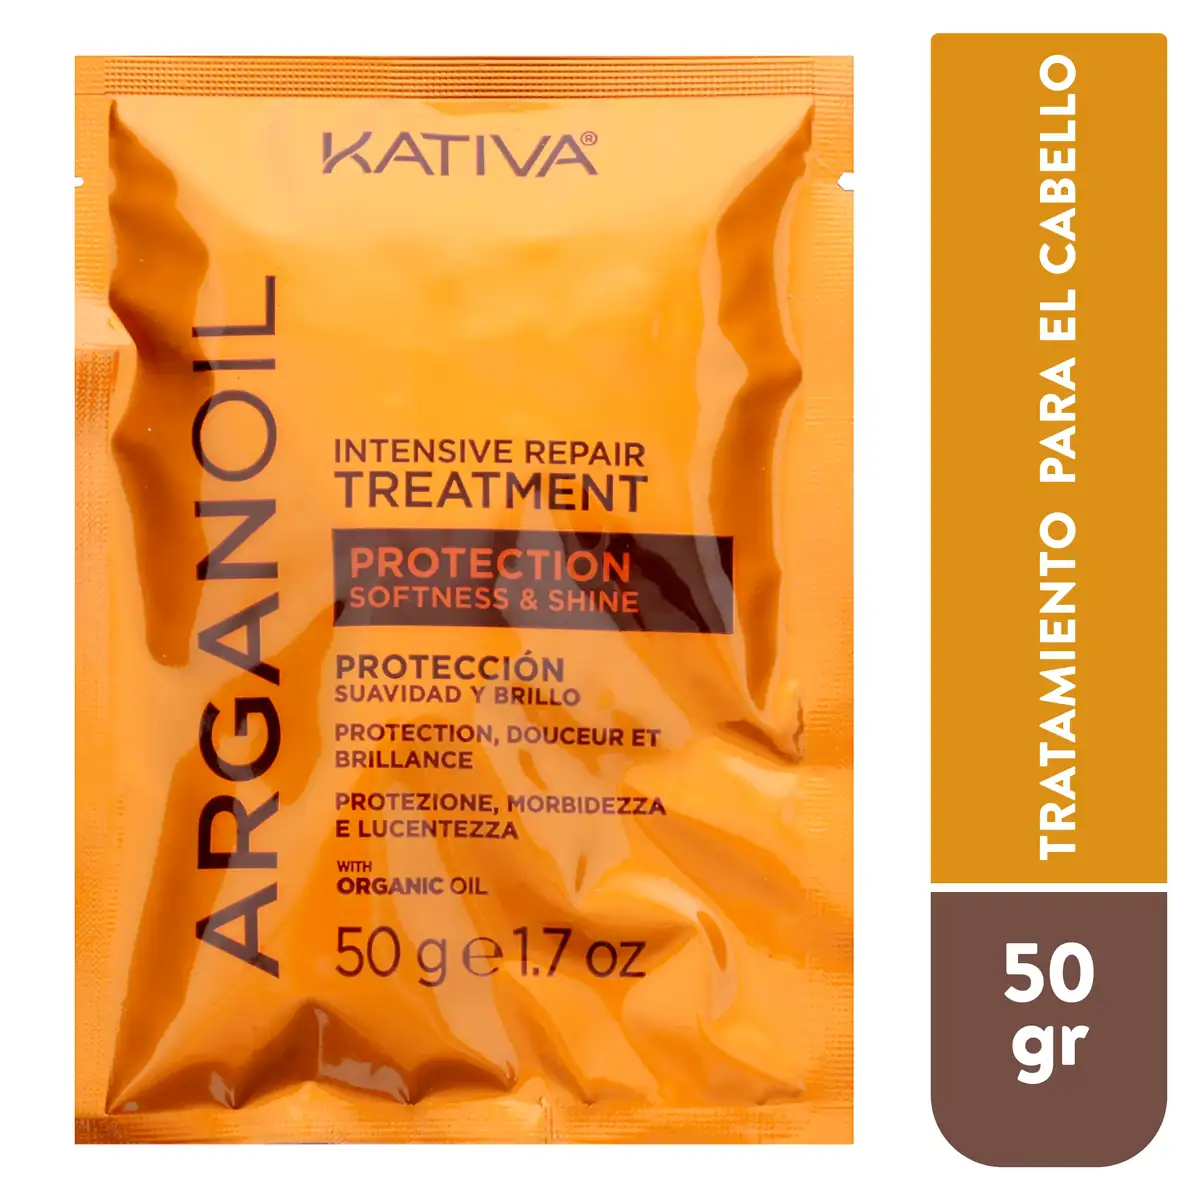 KATIVA®
ARGANOIL
INTENSIVE REPAIR
TREATMENT
PROTECTION
SOFTNESS & SHINE
PROTECCIÓN
SUAVIDAD Y BRILLO
PROTECTION, DOUCEUR ET
BRILLANCE
PROTEZIONE, MORBIDEZZA
E LUCENTEZZA
WITH
ORGANIC OIL
50 g ℮ 1.7 oz
TRATAMIENTO PARA EL CABELLO
50
gr